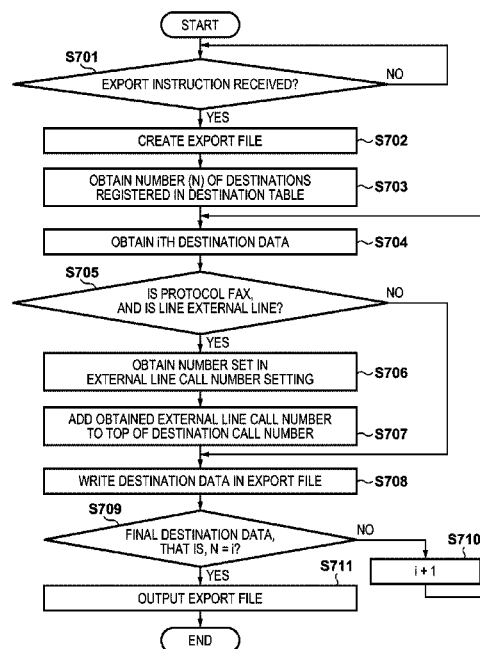 START
S701
EXPORT INSTRUCTION RECEIVED?
NO
YES
CREATE EXPORT FILE
S702
OBTAIN NUMBER (N) OF DESTINATIONS
REGISTERED IN DESTINATION TABLE
S703
OBTAIN iTH DESTINATION DATA
S704
S705
IS PROTOCOL FAX,
AND IS LINE EXTERNAL LINE?
NO
YES
OBTAIN NUMBER SET IN
EXTERNAL LINE CALL NUMBER SETTING
S706
ADD OBTAINED EXTERNAL LINE CALL NUMBER
TO TOP OF DESTINATION CALL NUMBER
S707
WRITE DESTINATION DATA IN EXPORT FILE
S708
S709
FINAL DESTINATION DATA,
THAT IS, N = i?
NO
S710
i + 1
YES
S711
OUTPUT EXPORT FILE
END